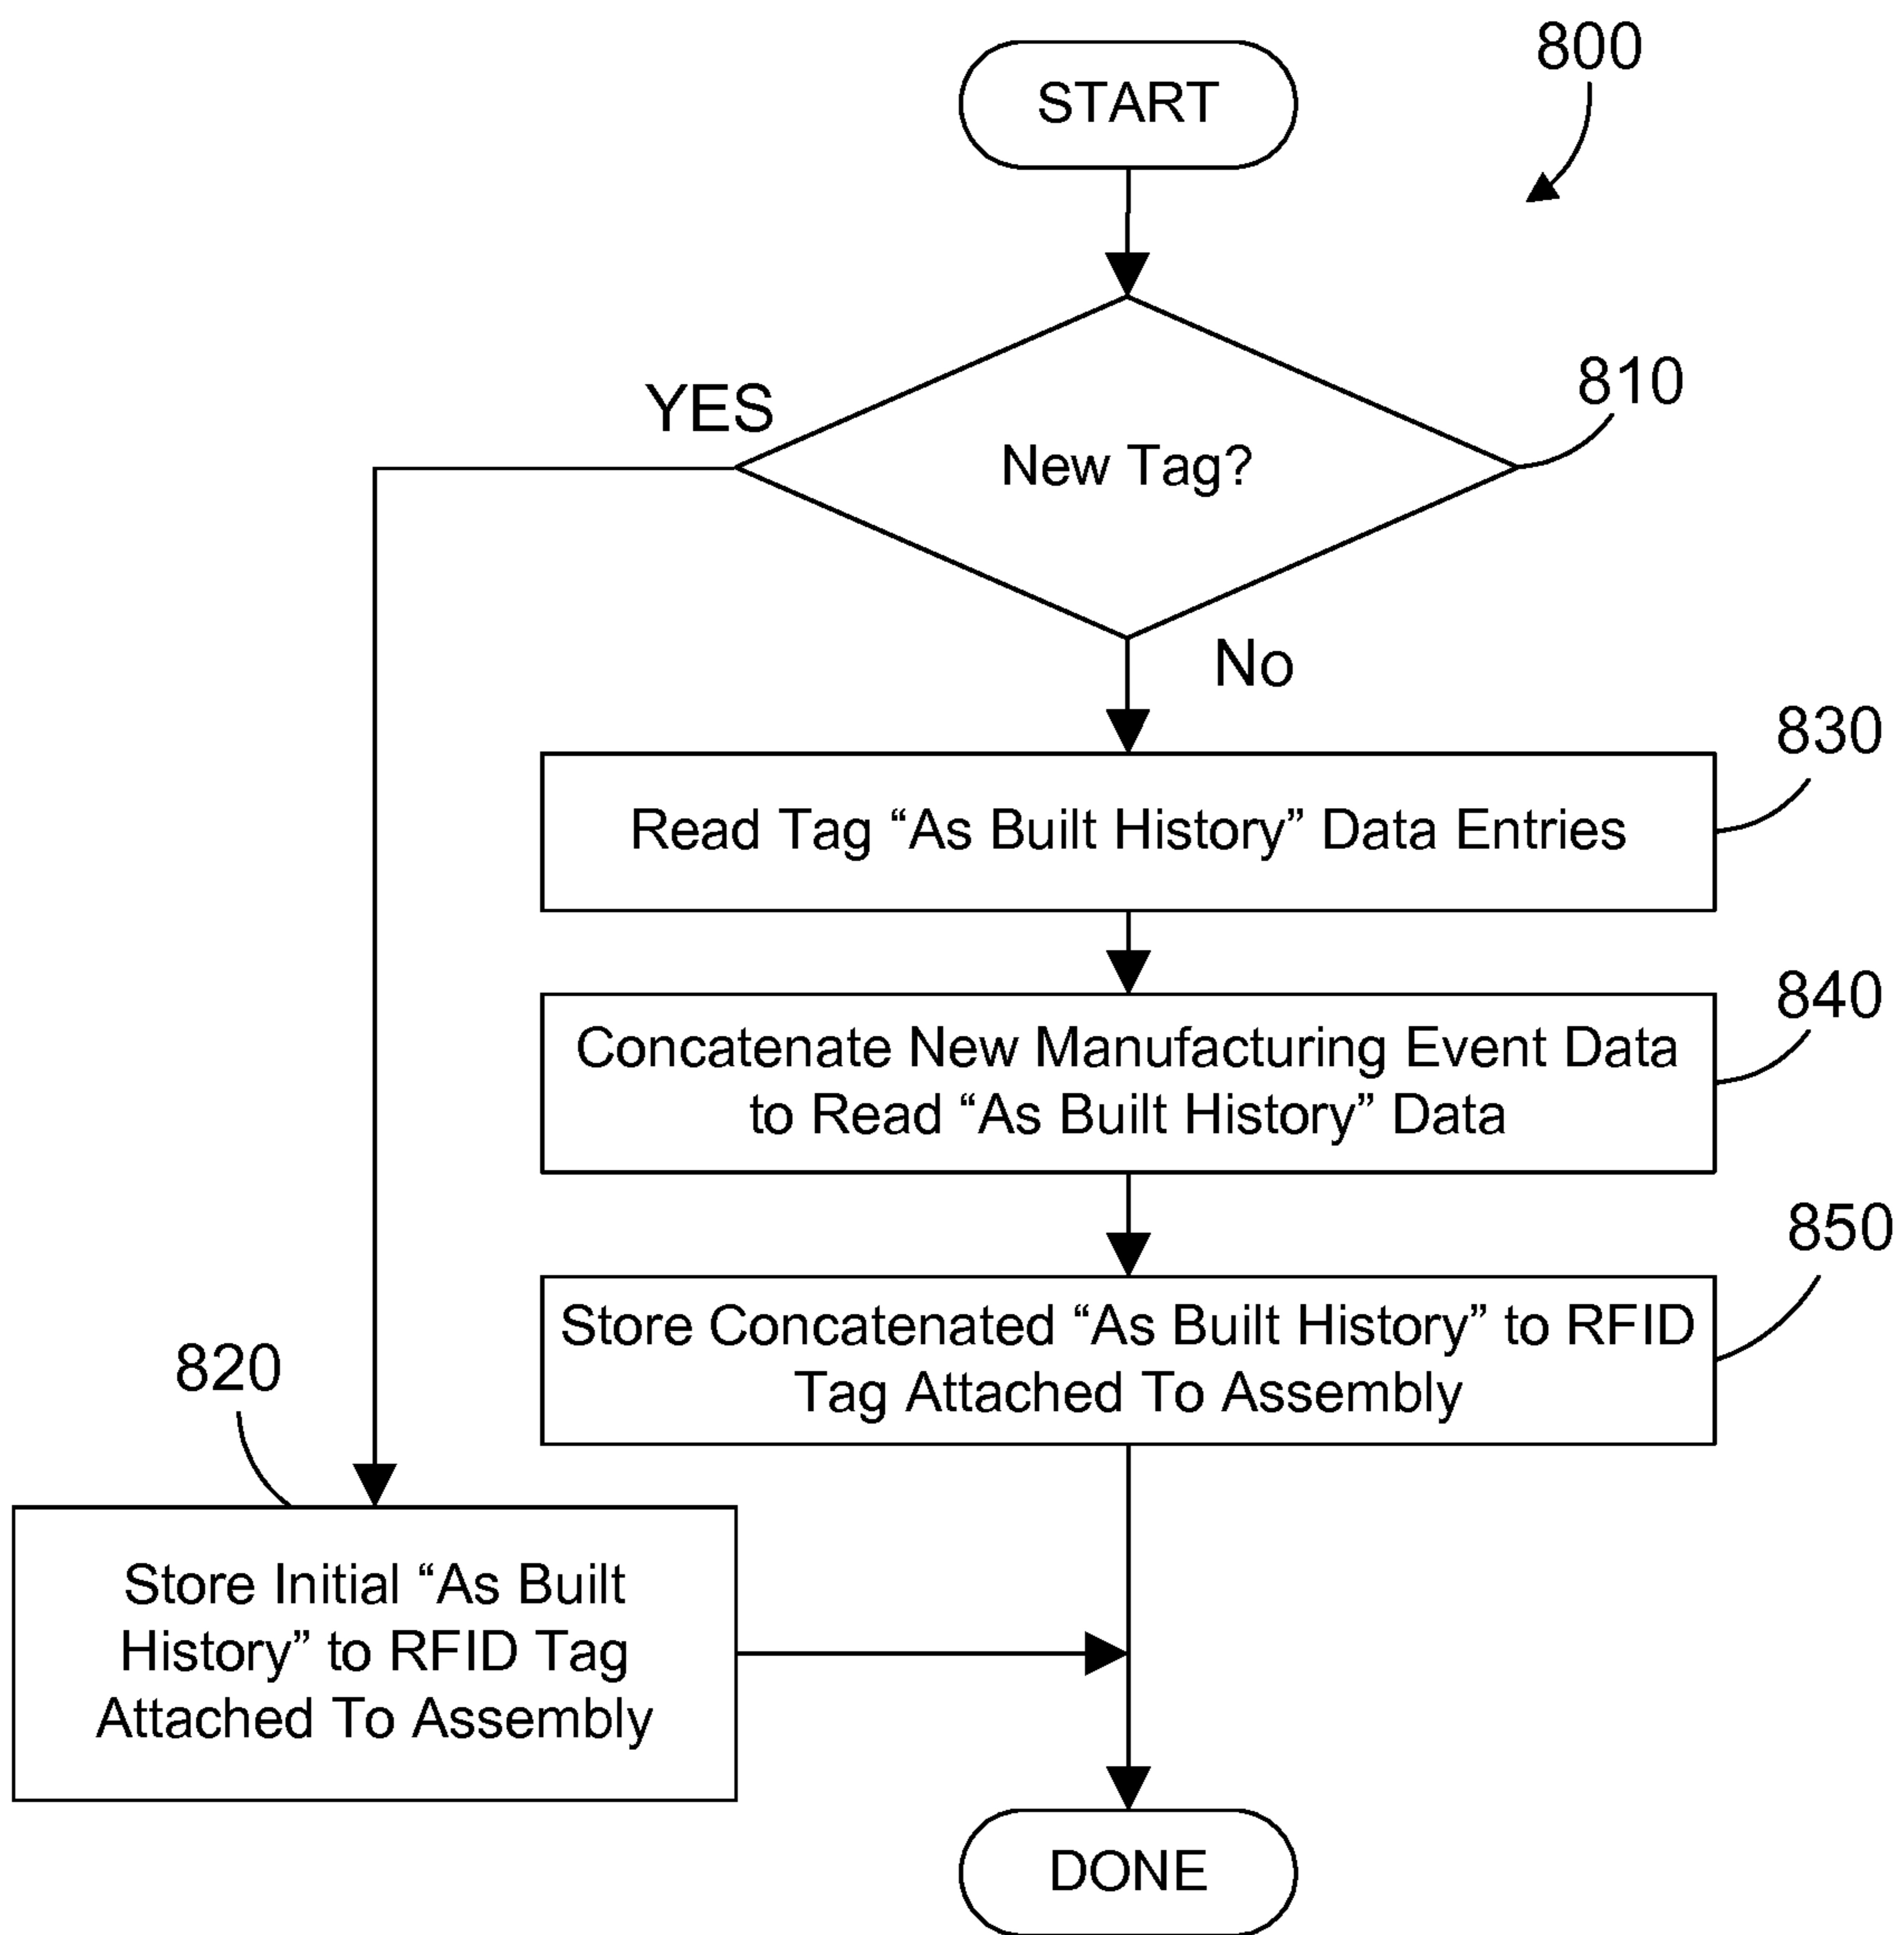 800
START
810
YES
New Tag?
No
830
Read Tag “As Built History” Data Entries
840
Concatenate New Manufacturing Event Data
to Read “As Built History” Data
850
Store Concatenated “As Built History” to RFID
Tag Attached To Assembly
820
Store Initial “As Built
History” to RFID Tag
Attached To Assembly
DONE